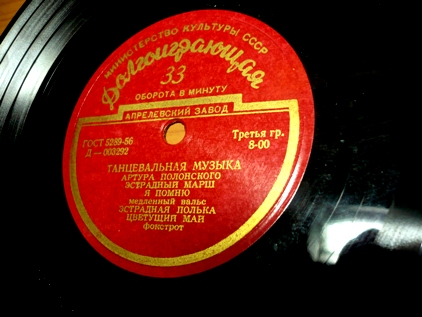 МИНИСТЕРСТВО КУЛЬТУРЫ СССР
Долгоиграющая
33
ОБОРОТА В МИНУТУ
АПРЕЛЕВСКИЙ ЗАВОД
ГОСТ 5289-56
Д — 003292
Третья гр.
8-00
ТАНЦЕВАЛЬНАЯ МУЗЫКА
АРТУРА ПОЛОНСКОГО
ЭСТРАДНЫЙ МАРШ
Я ПОМНЮ
медленный вальс
ЭСТРАДНАЯ ПОЛЬКА
ЦВЕТУЩИЙ МАЙ
фокстрот